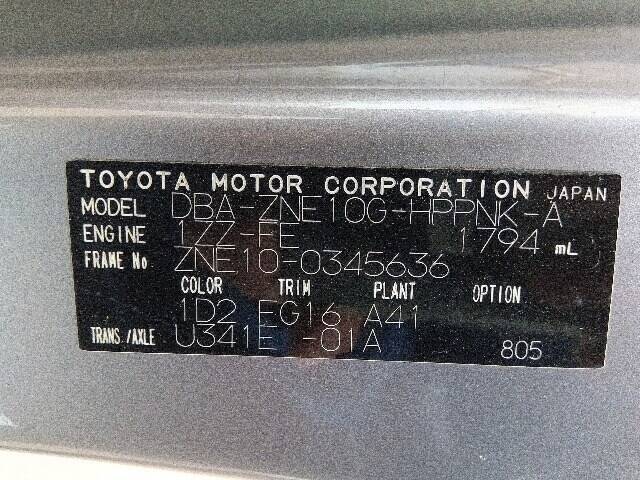 TOYOTA MOTOR CORPORATION JAPAN
MODEL DBA-ZNE10G-HPPNK-A
ENGINE 1ZZ-FE 1794 mL
FRAME No ZNE10-0345636
COLOR TRIM PLANT OPTION
1D2 EG16 A41
TRANS./AXLE U341E -01A 805